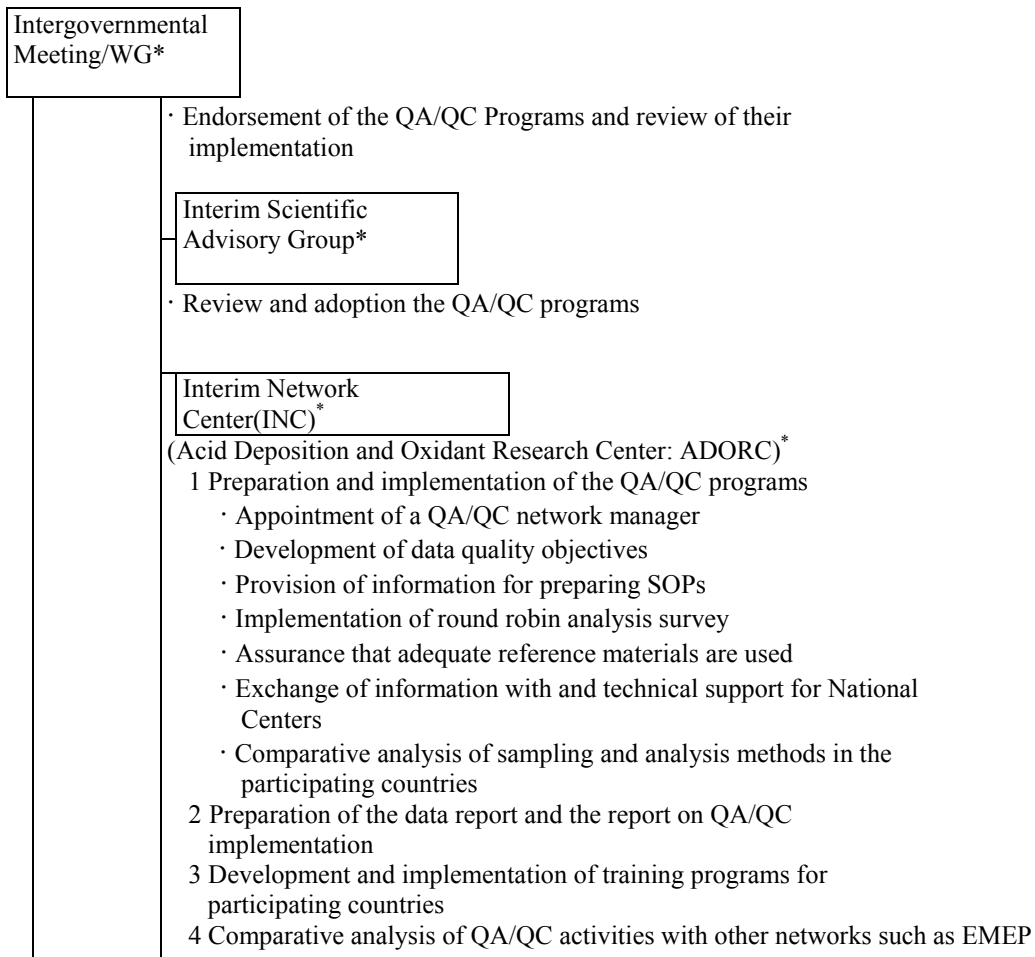 Intergovernmental
Meeting/WG*
· Endorsement of the QA/QC Programs and review of their
implementation
Interim Scientific
Advisory Group*
· Review and adoption the QA/QC programs
Interim Network
Center(INC)*
(Acid Deposition and Oxidant Research Center: ADORC)*
1 Preparation and implementation of the QA/QC programs
· Appointment of a QA/QC network manager
· Development of data quality objectives
· Provision of information for preparing SOPs
· Implementation of round robin analysis survey
· Assurance that adequate reference materials are used
· Exchange of information with and technical support for National
Centers
· Comparative analysis of sampling and analysis methods in the
participating countries
2 Preparation of the data report and the report on QA/QC
implementation
3 Development and implementation of training programs for
participating countries
4 Comparative analysis of QA/QC activities with other networks such as EMEP